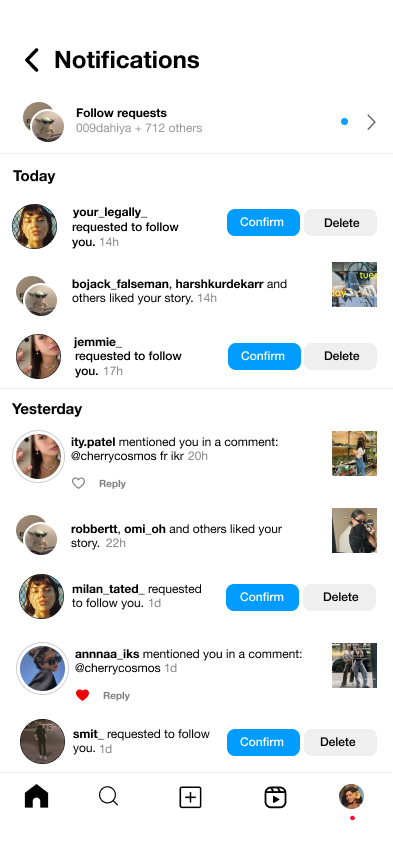 Notifications
Follow requests
009dahiya + 712 others
Today
your_legally_
requested to follow
you. 14h
Confirm
Delete
bojack_falseman, harshkurdekarr and
others liked your story. 14h
tues
day
jemmie_
requested to follow
you. 17h
Confirm
Delete
Yesterday
ity.patel mentioned you in a comment:
@cherrycosmos fr ikr 20h
Reply
robbertt, omi_oh and others liked your
story. 22h
milan_tated_ requested
to follow you. 1d
Confirm
Delete
annnaa_iks mentioned you in a comment:
@cherrycosmos 1d
Reply
smit_ requested to follow
you. 1d
Confirm
Delete